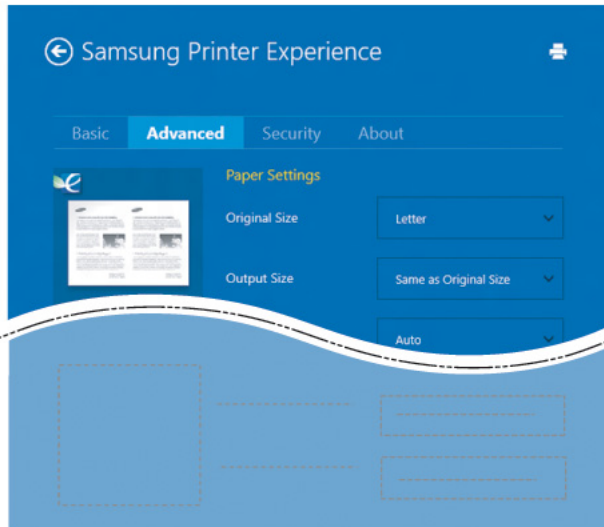 Samsung Printer Experience
Basic Advanced Security About
Paper Settings
Original Size Letter
Output Size Same as Original Size
Auto